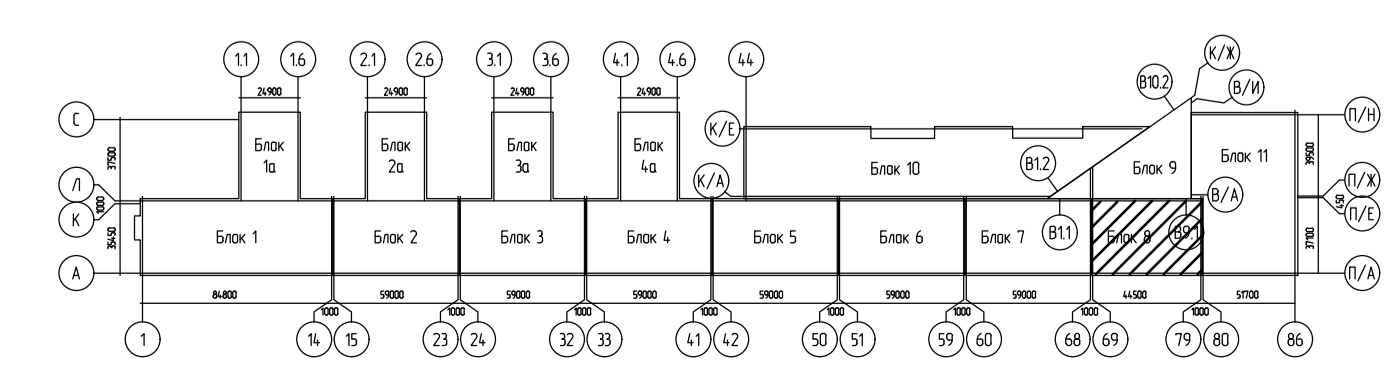 1.1 1.6 2.1 2.6 3.1 3.6 4.1 4.6 44 К/Ж
В10.2 В/И
24900 24900 24900 24900
С К/Е П/Н
Блок 1а
Блок 2а
Блок 3а
Блок 4а
37500 Блок 10 В1.2 Блок 9 Блок 11 39500
Л К/А П/Ж
1000 В/А 450
К П/Е
35450 Блок 1 Блок 2 Блок 3 Блок 4 Блок 5 Блок 6 Блок 7 В1.1 Блок 8 В9.1 37100
А П/А
84800 59000 59000 59000 59000 59000 59000 44500 51700
1000 1000 1000 1000 1000 1000 1000 1000
1 14 15 23 24 32 33 41 42 50 51 59 60 68 69 79 80 86